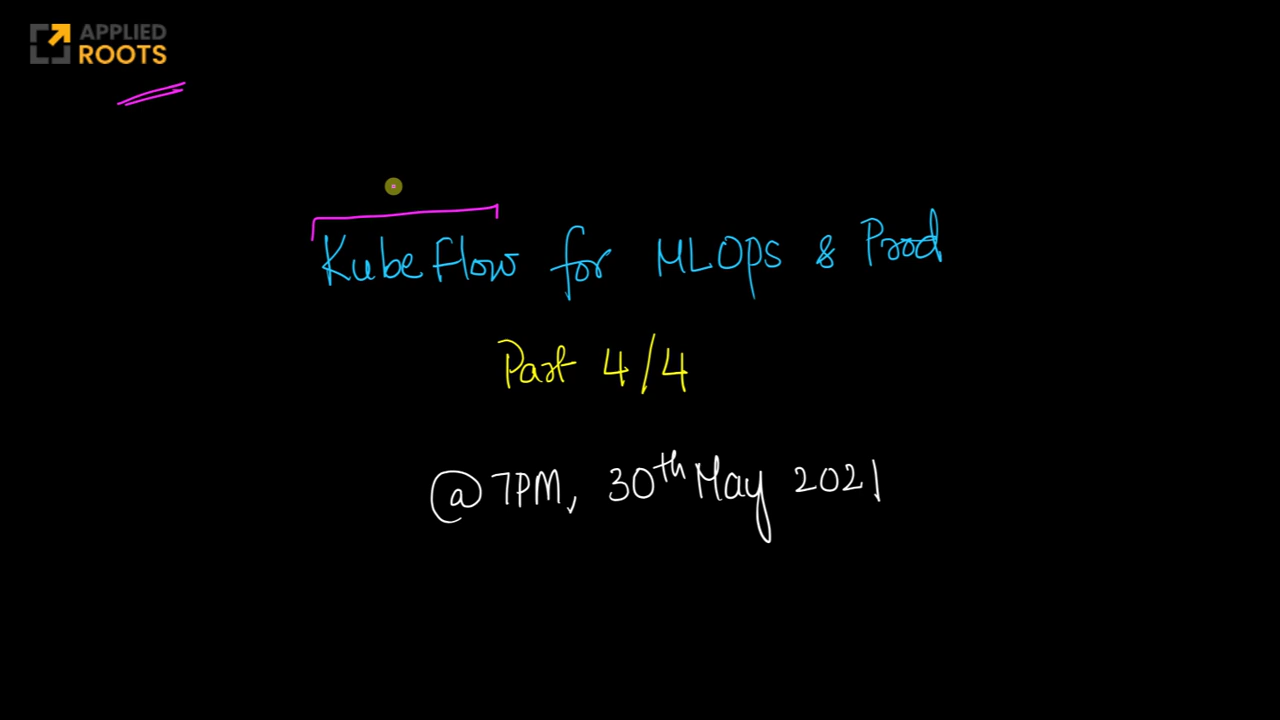 APPLIED
ROOTS
KubeFlow for MLOps & Prod
Part 4/4
@7PM, 30th May 2021